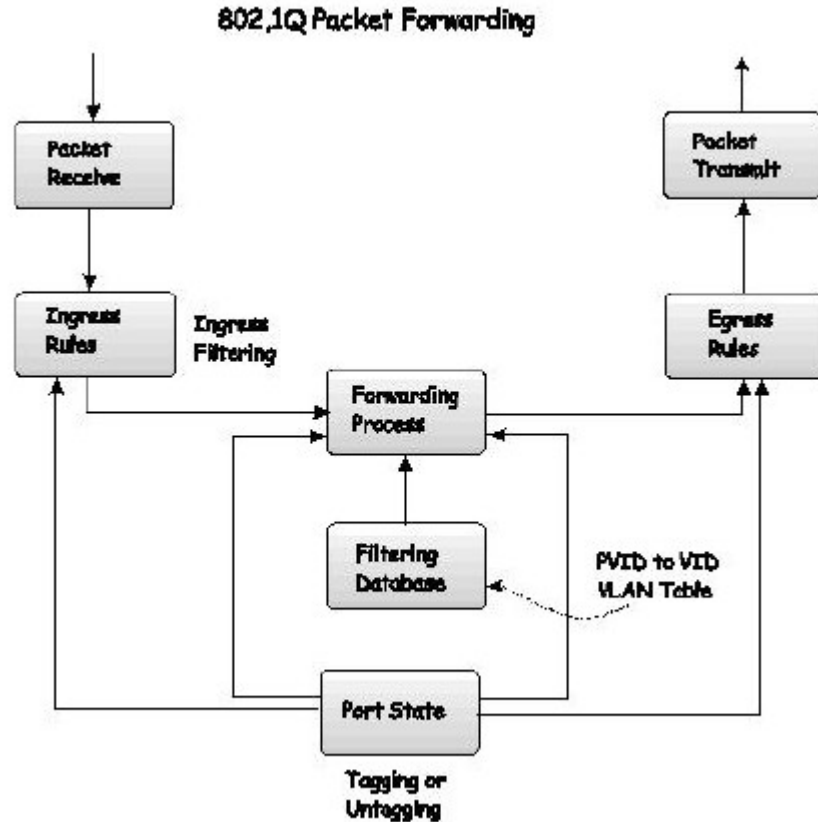 802,1Q Packet Forwarding
Packet
Receive
Packet
Transmit
Ingress
Rules
Ingress
Filtering
Egress
Rules
Forwarding
Process
Filtering
Database
PVID to VID
VLAN Table
Port State
Tagging or
Untagging